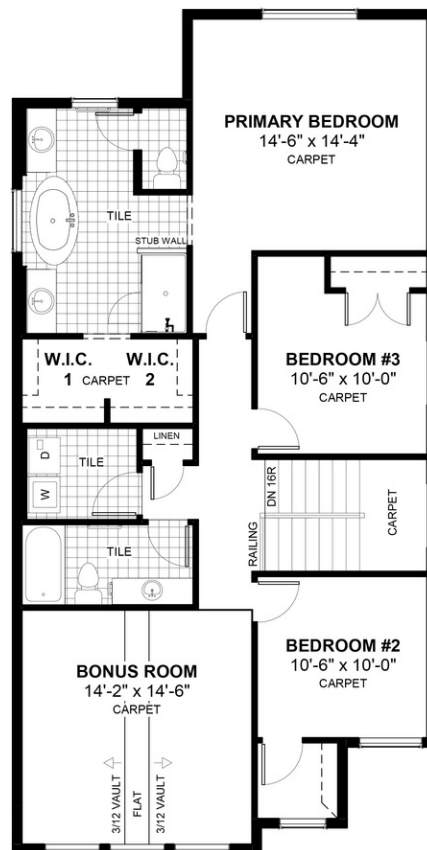 PRIMARY BEDROOM
14'-6" x 14'-4"
CARPET
TILE
STUB WALL
W.I.C.
1
CARPET
W.I.C.
2
BEDROOM #3
10'-6" x 10'-0"
CARPET
LINEN
D
W
TILE
DN 16R
RAILING
CARPET
TILE
BEDROOM #2
10'-6" x 10'-0"
CARPET
BONUS ROOM
14'-2" x 14'-6"
CARPET
3/12 VAULT
FLAT
3/12 VAULT